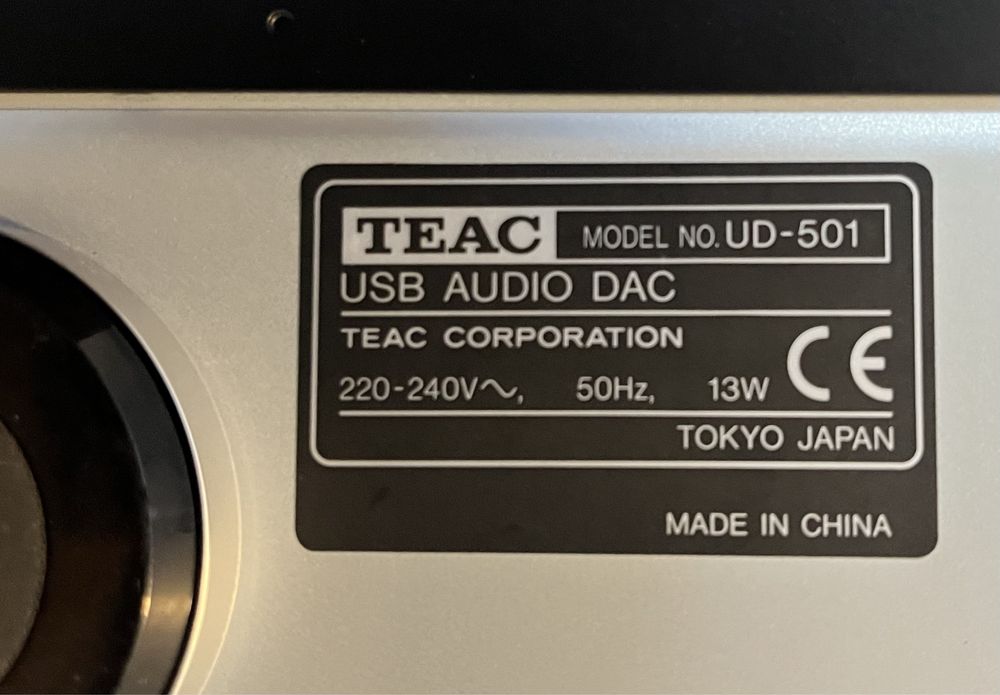 TEAC MODEL NO. UD-501
USB AUDIO DAC
TEAC CORPORATION
220-240V～, 50Hz, 13W CE
TOKYO JAPAN
MADE IN CHINA